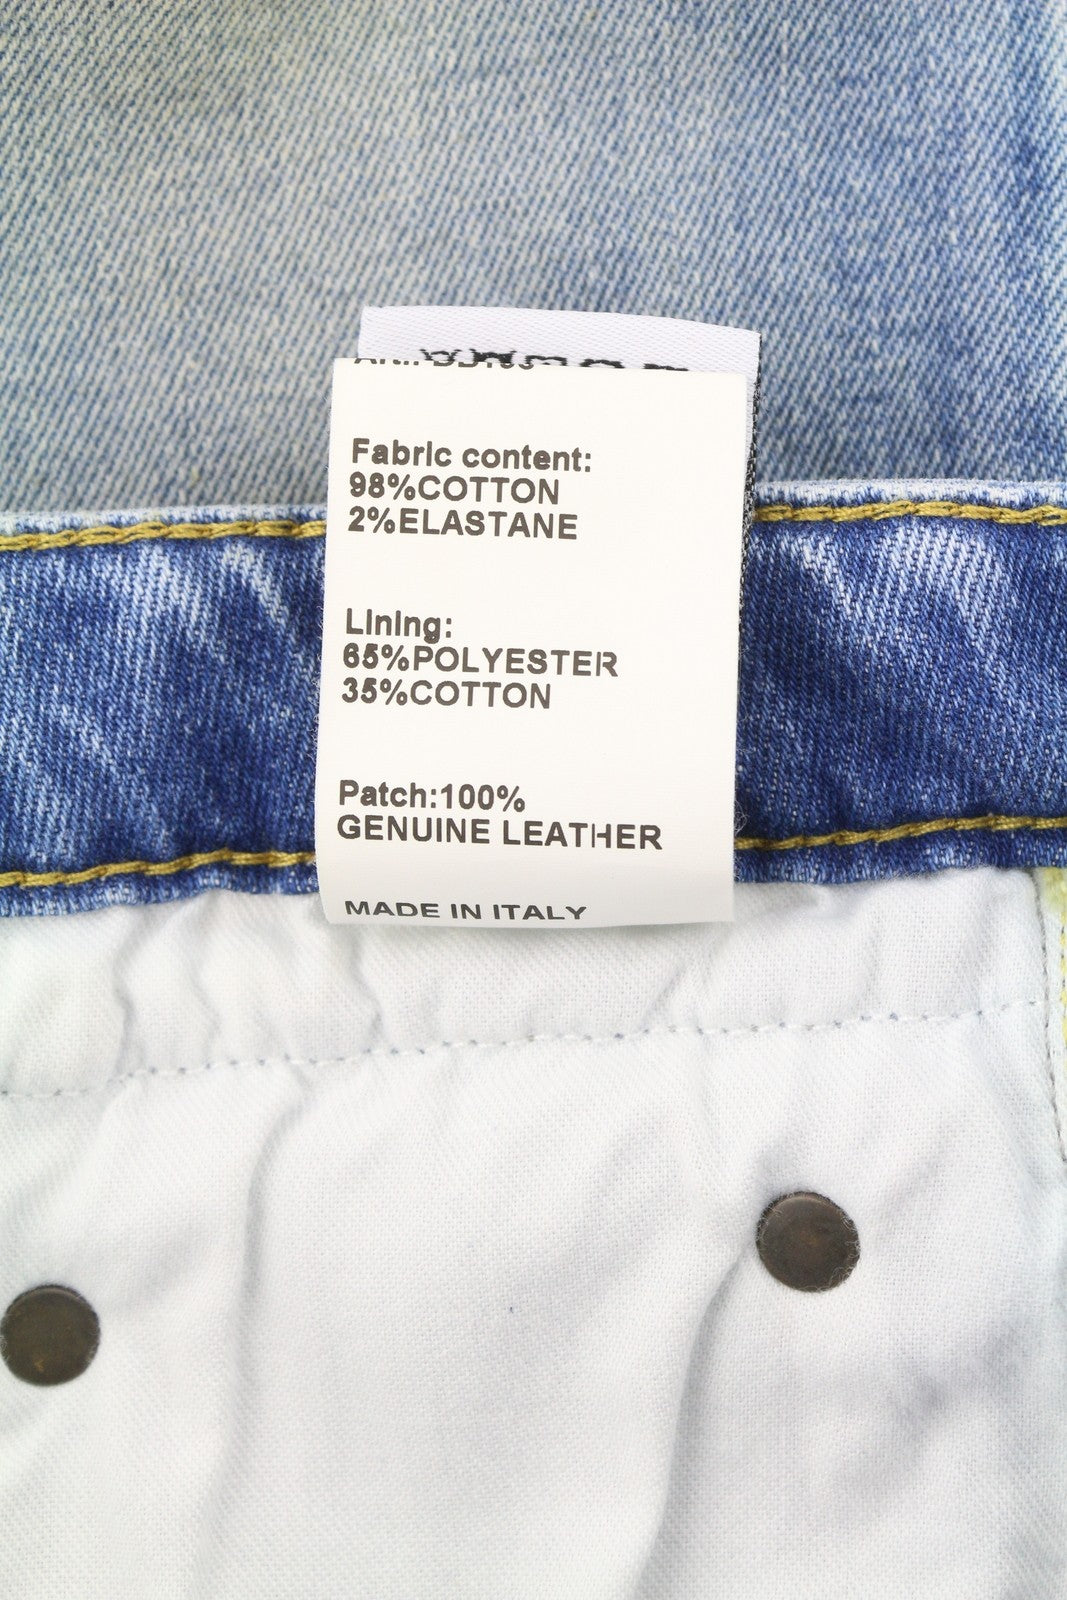 Fabric content:
98%COTTON
2%ELASTANE
Lining:
65%POLYESTER
35%COTTON
Patch:100%
GENUINE LEATHER
MADE IN ITALY